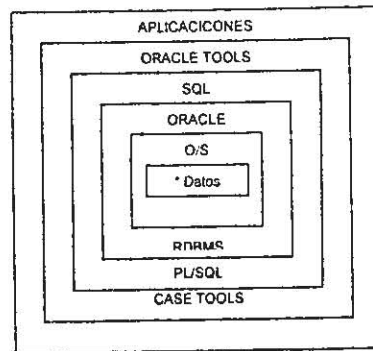 APLICACICONES
ORACLE TOOLS
SQL
ORACLE
O/S
* Datos
RDBMS
PL/SQL
CASE TOOLS